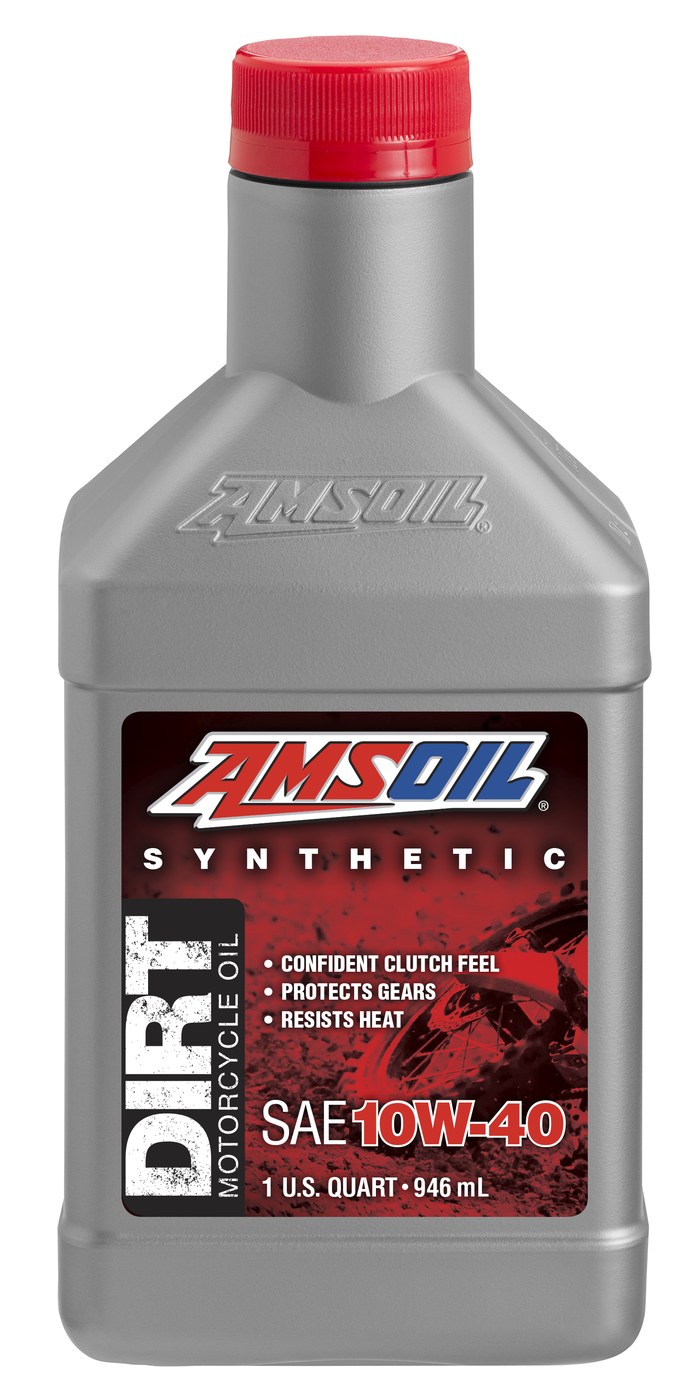 AMSOIL®
AMSOIL®
SYNTHETIC
DIRT
MOTORCYCLE OIL
• CONFIDENT CLUTCH FEEL
• PROTECTS GEARS
• RESISTS HEAT
SAE 10W-40
1 U.S. QUART • 946 mL